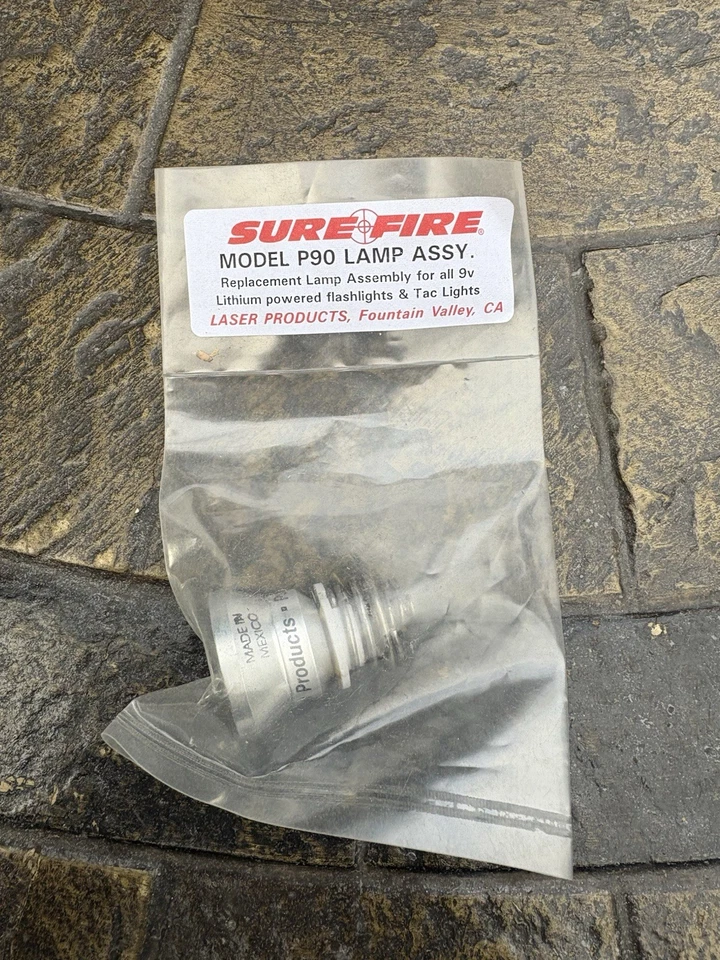 SUREFIRE®
MODEL P90 LAMP ASSY.
Replacement Lamp Assembly for all 9v
Lithium powered flashlights & Tac Lights
LASER PRODUCTS, Fountain Valley, CA
MADE IN
MEXICO
Products -